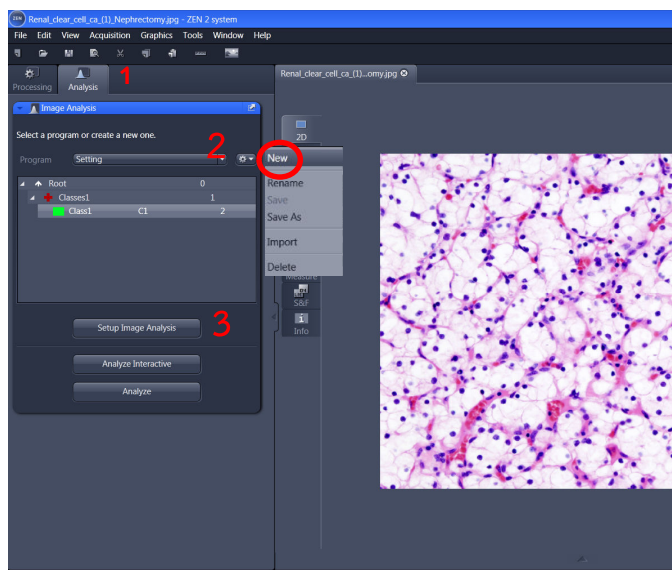 ZEN Renal_clear_cell_ca_(1)_Nephrectomy.jpg - ZEN 2 system
File Edit View Acquisition Graphics Tools Window Help
1
Processing Analysis
Renal_clear_cell_ca_(1)...omy.jpg
Image Analysis
Select a program or create a new one.
2
Program Setting
Root 0
Classes1 1
Class1 C1 2
Setup Image Analysis
3
Analyze Interactive
Analyze
2D
New
Rename
Save
Save As
Import
Delete
Measure
S&F
Info